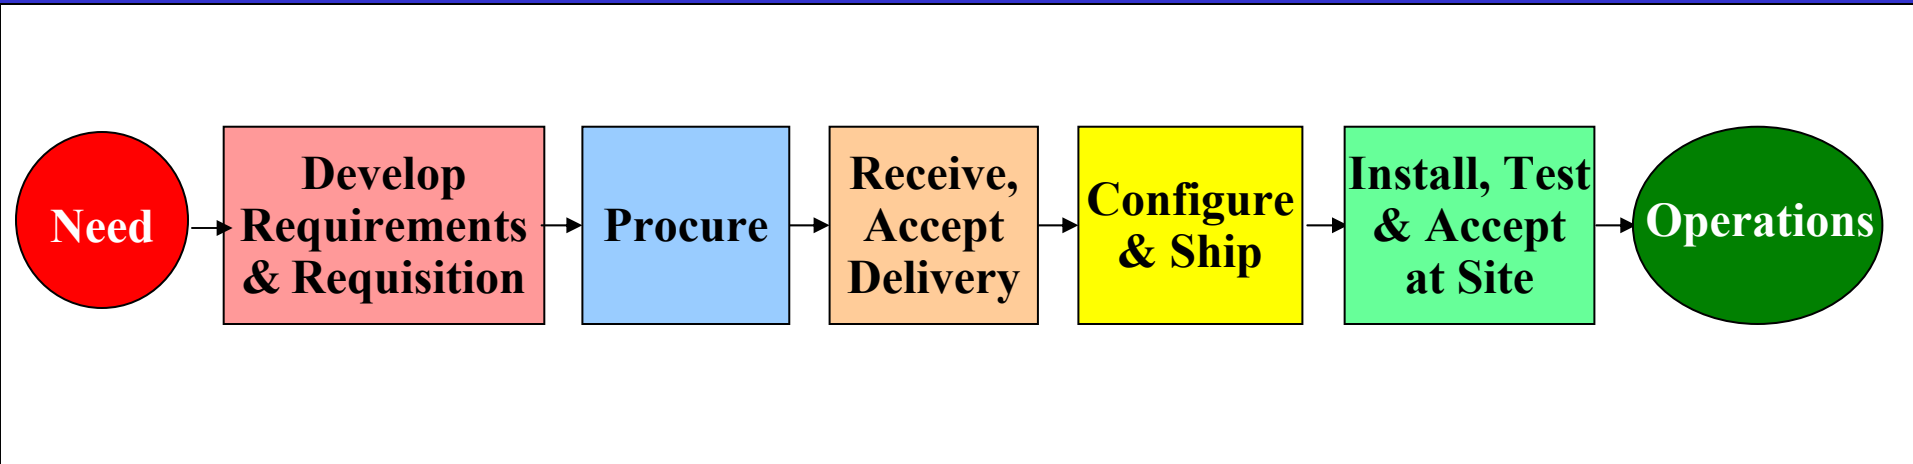 Need
Develop
Requirements
& Requisition
Procure
Receive,
Accept
Delivery
Configure
& Ship
Install, Test
& Accept
at Site
Operations